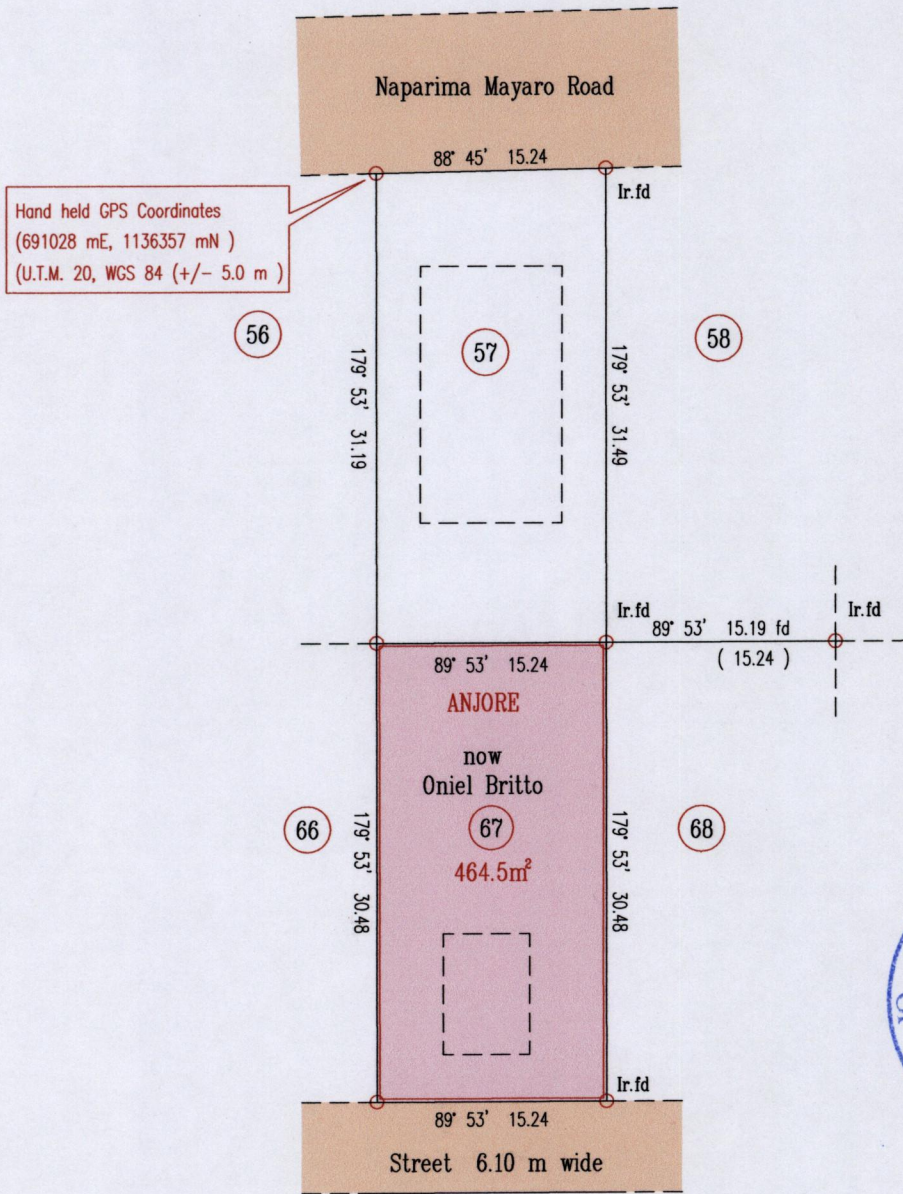 Naparima Mayaro Road
88° 45' 15.24
Ir.fd
Hand held GPS Coordinates
(691028 mE, 1136357 mN )
(U.T.M. 20, WGS 84 (+/- 5.0 m )
56
57
58
179° 53' 31.19
179° 53' 31.49
Ir.fd
89° 53' 15.19 fd
( 15.24 )
Ir.fd
89° 53' 15.24
ANJORE
now
Oniel Britto
66
67
68
464.5m²
179° 53' 30.48
179° 53' 30.48
Ir.fd
89° 53' 15.24
Street 6.10 m wide